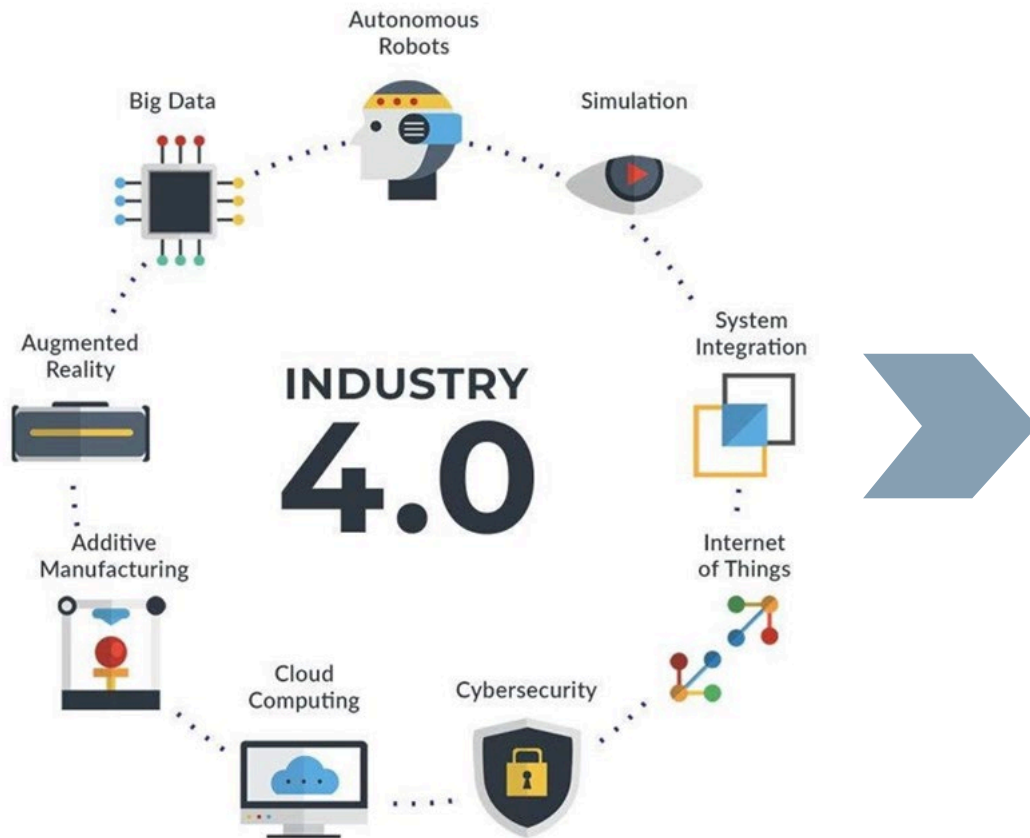 Autonomous
Robots
Big Data
Simulation
System
Integration
Augmented
Reality
INDUSTRY
4.0
Additive
Manufacturing
Internet
of Things
Cloud
Computing
Cybersecurity